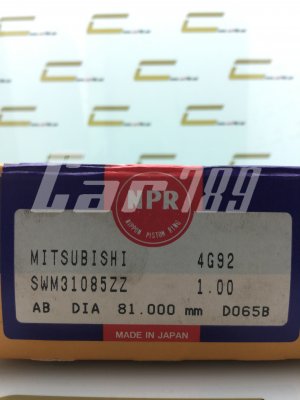 NPR
NIPPON PISTON RING
Car789
MITSUBISHI 4G92
SWM31085ZZ 1.00
AB DIA 81.000 mm D065B
MADE IN JAPAN